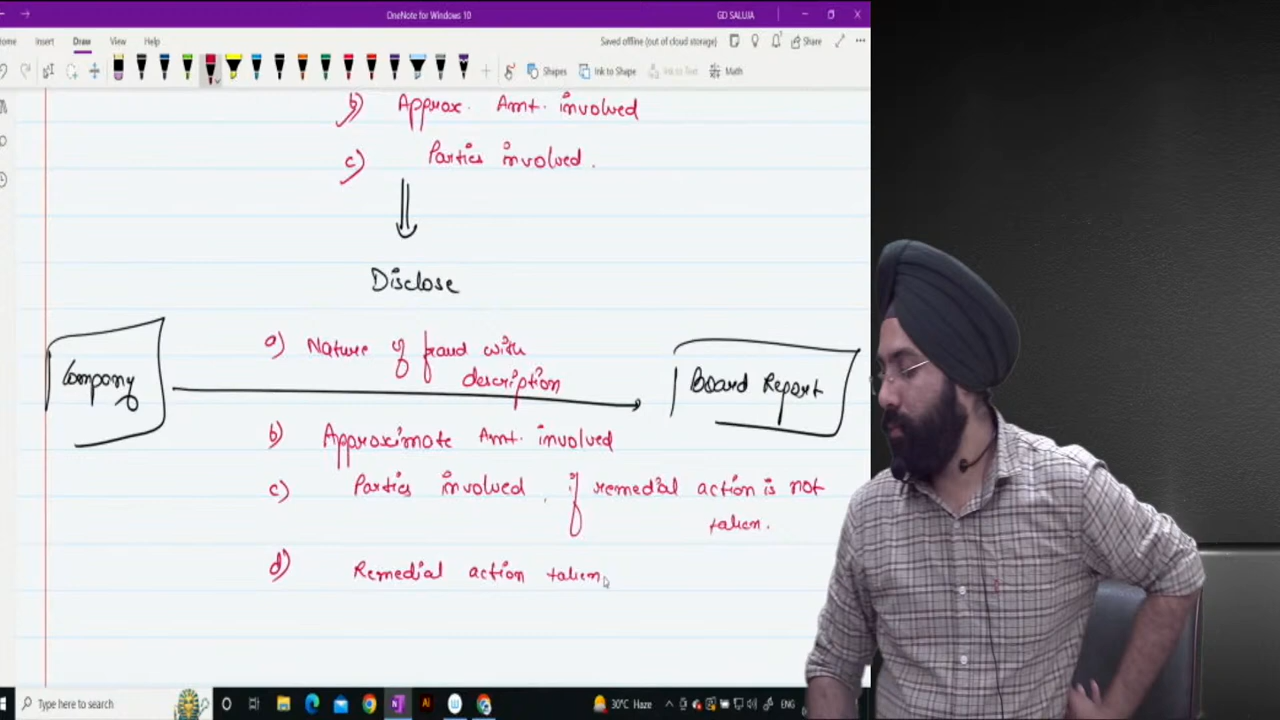 OneNote for Windows 10
GD SALUJA
Home Insert Draw View Help
Saved offline (out of cloud storage)
Share
Shapes
Ink to Shape
Ink to Text
Math
b) Approx. Amt. involved
c) Parties involved.
Disclose
Company
a) Nature of fraud with
description
Board Report
b) Approximate Amt. involved
c) Parties involved, if remedial action is not
taken.
d) Remedial action taken,
Type here to search
30°C Haze
ENG